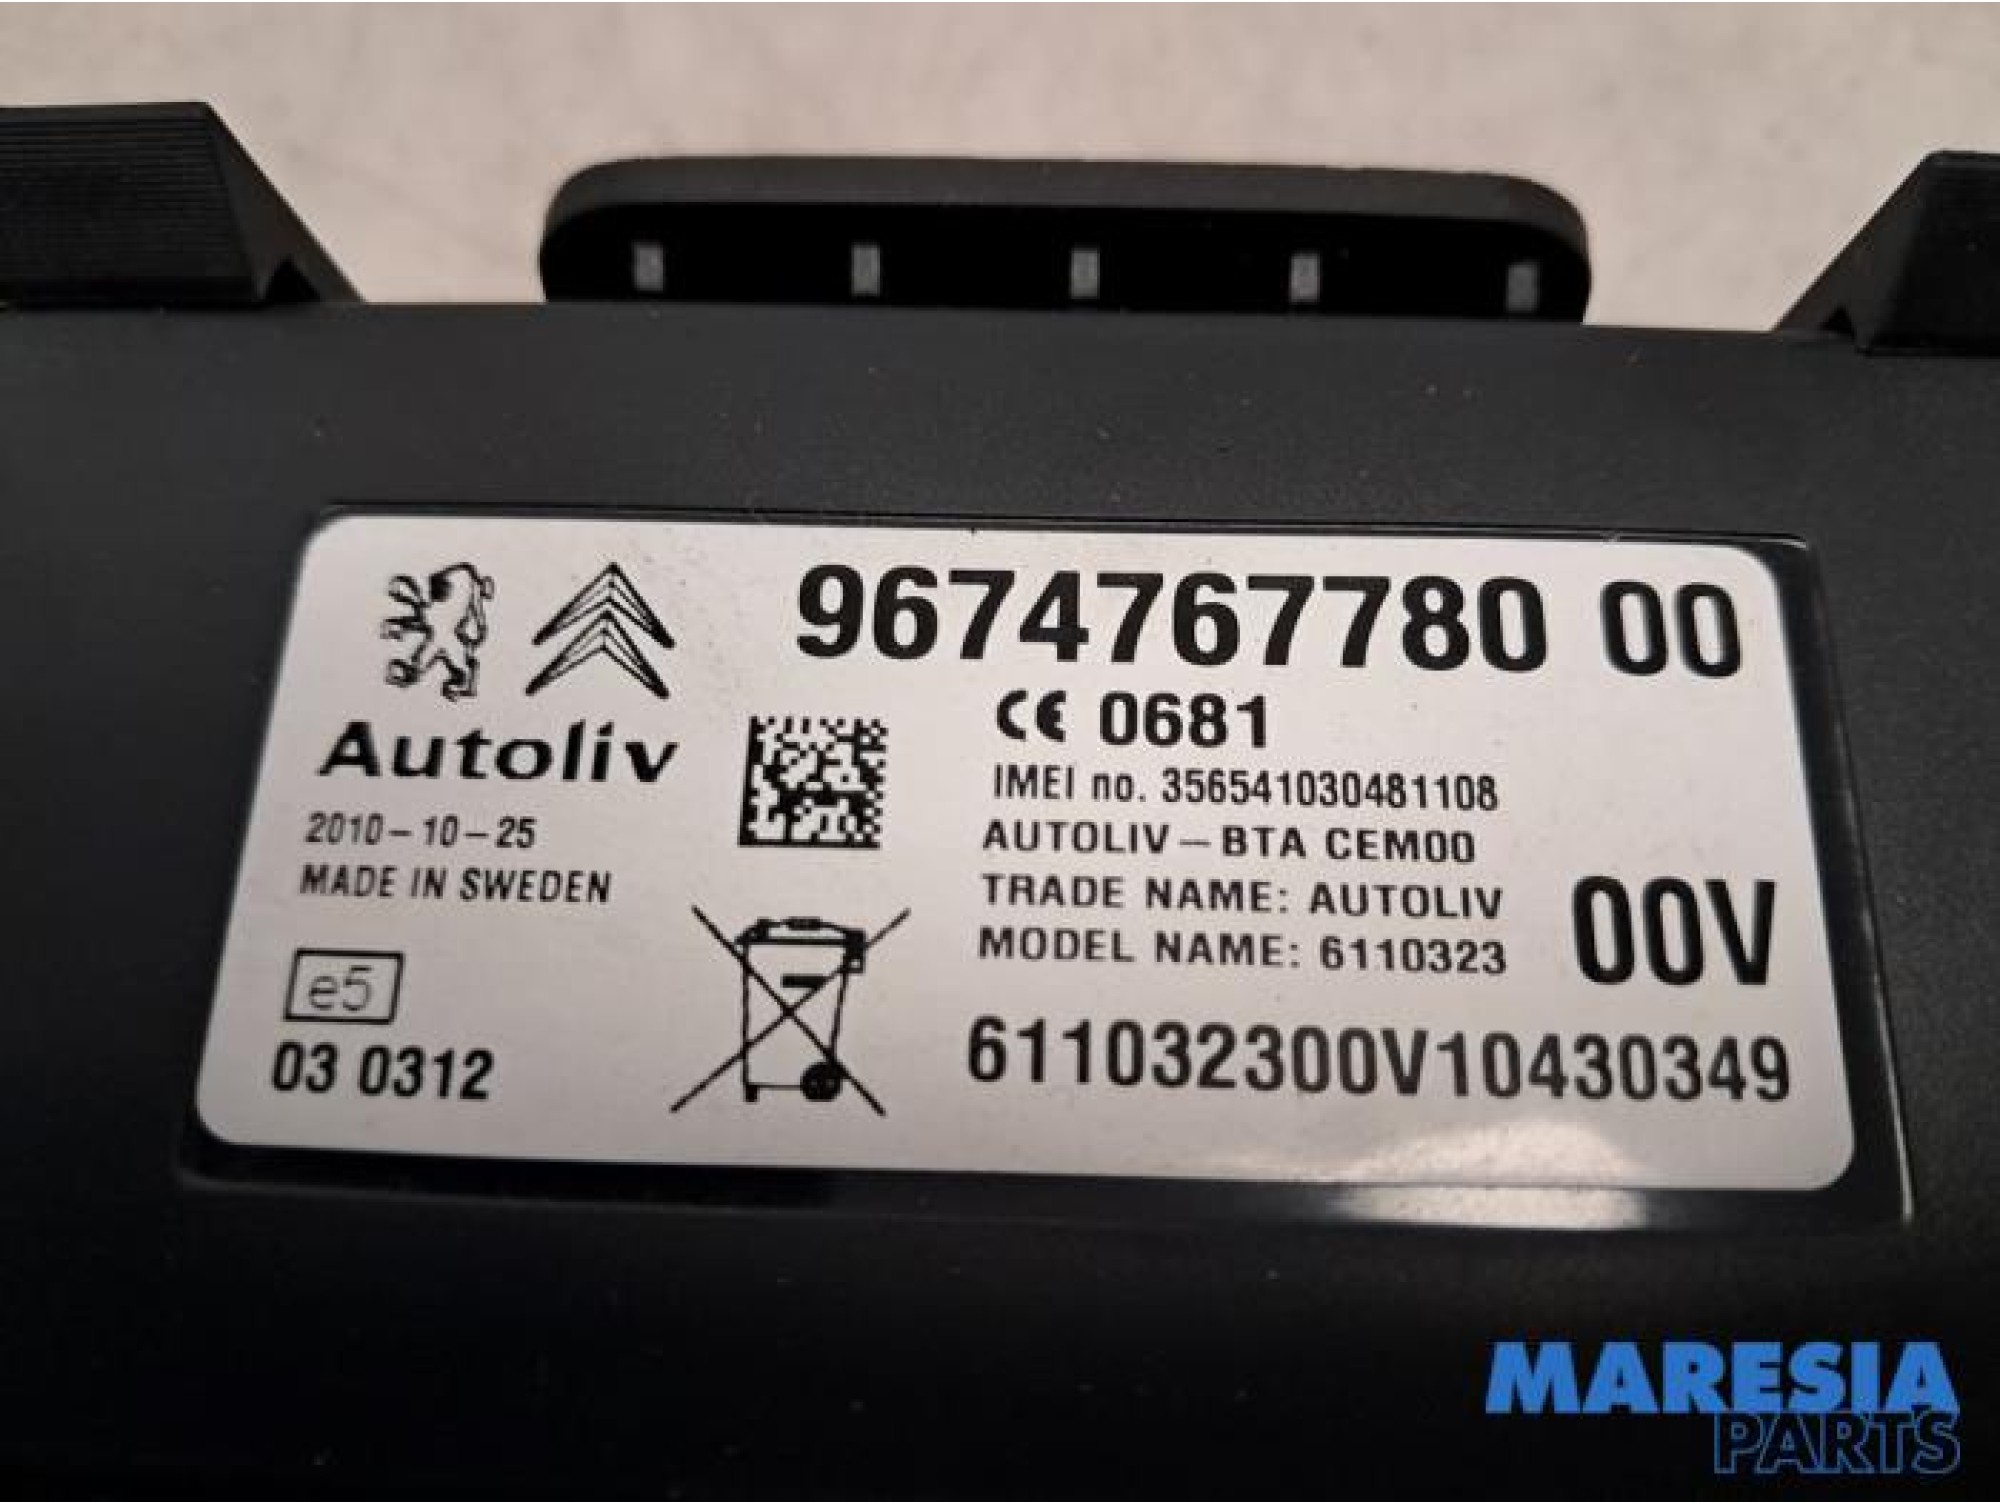 9674767780 00
CE 0681
Autoliv
IMEI no. 356541030481108
2010-10-25
AUTOLIV-BTA CEM00
MADE IN SWEDEN
TRADE NAME: AUTOLIV
00V
MODEL NAME: 6110323
e5
03 0312
611032300V10430349
MARESIA
PARTS